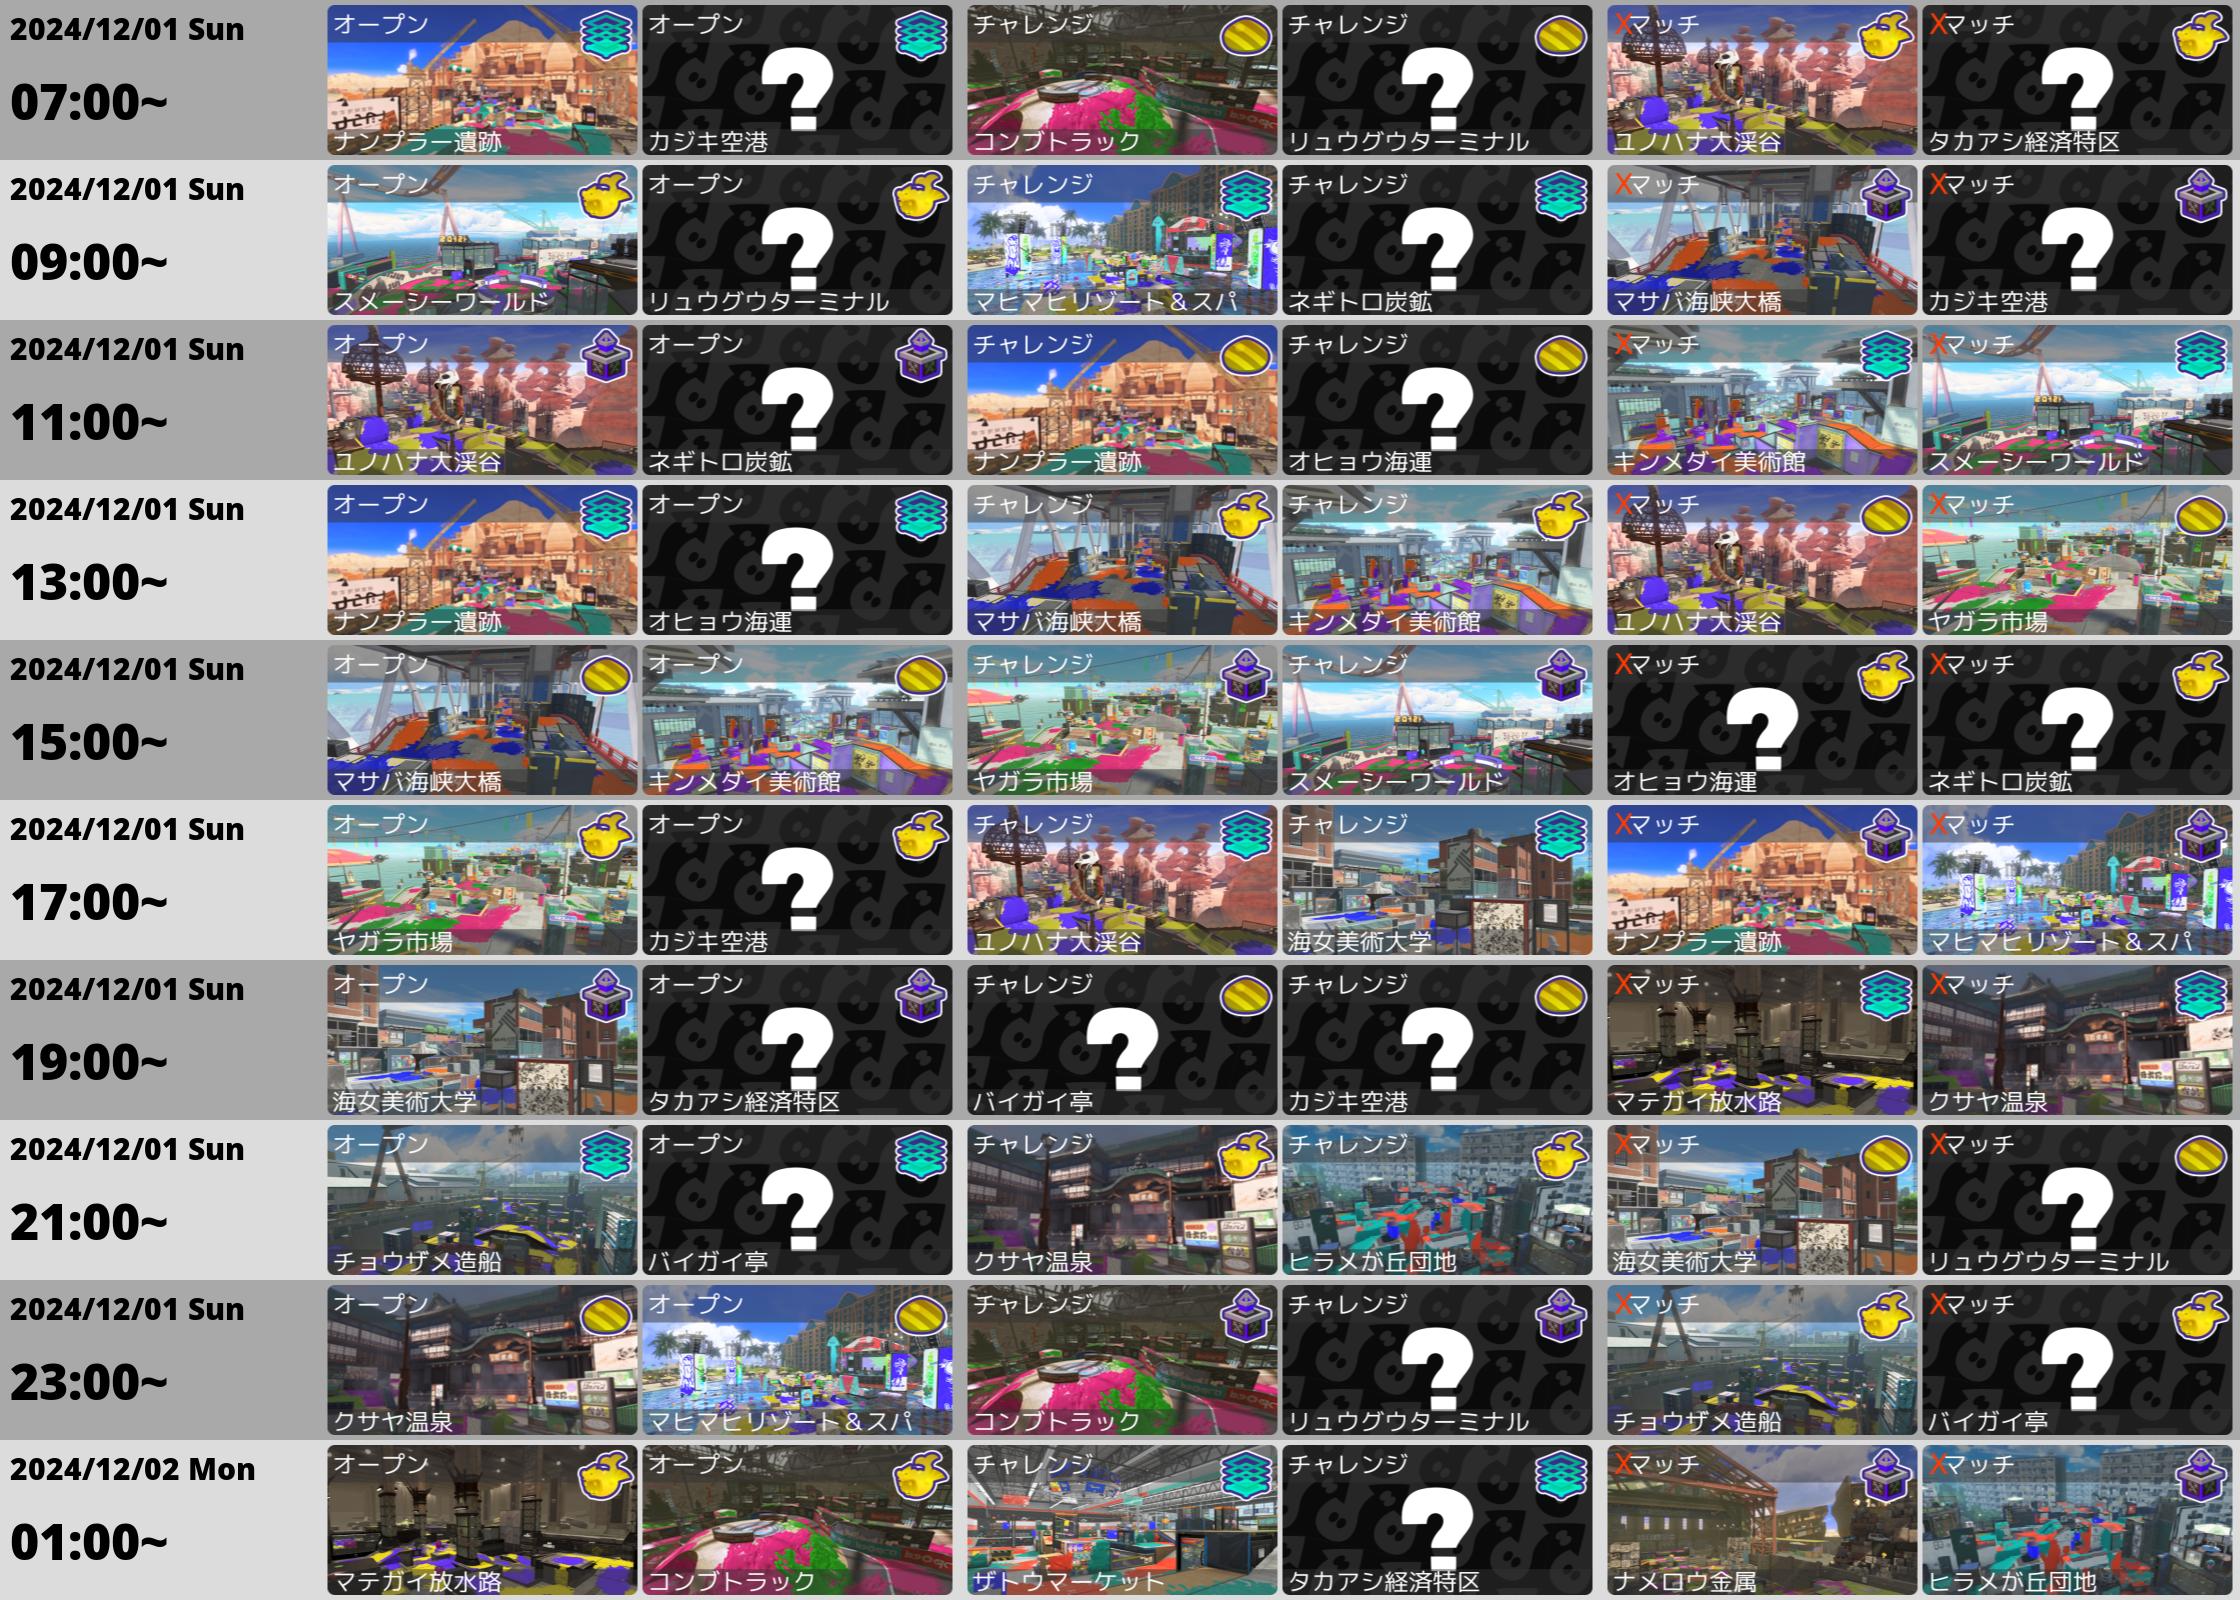 2024/12/01 Sun
07:00~
オープン
ナンプラー遺跡
オープン
カジキ空港
チャレンジ
コンブトラック
チャレンジ
リュウグウターミナル
Xマッチ
ユノハナ大渓谷
Xマッチ
タカアシ経済特区
2024/12/01 Sun
09:00~
オープン
スメーシーワールド
オープン
リュウグウターミナル
チャレンジ
マヒマヒリゾート＆スパ
チャレンジ
ネギトロ炭鉱
Xマッチ
マサバ海峡大橋
Xマッチ
カジキ空港
2024/12/01 Sun
11:00~
オープン
ユノハナ大渓谷
オープン
ネギトロ炭鉱
チャレンジ
ナンプラー遺跡
チャレンジ
オヒョウ海運
Xマッチ
キンメダイ美術館
Xマッチ
スメーシーワールド
2024/12/01 Sun
13:00~
オープン
ナンプラー遺跡
オープン
オヒョウ海運
チャレンジ
マサバ海峡大橋
チャレンジ
キンメダイ美術館
Xマッチ
ユノハナ大渓谷
Xマッチ
ヤガラ市場
2024/12/01 Sun
15:00~
オープン
マサバ海峡大橋
オープン
キンメダイ美術館
チャレンジ
ヤガラ市場
チャレンジ
スメーシーワールド
Xマッチ
オヒョウ海運
Xマッチ
ネギトロ炭鉱
2024/12/01 Sun
17:00~
オープン
ヤガラ市場
オープン
カジキ空港
チャレンジ
ユノハナ大渓谷
チャレンジ
海女美術大学
Xマッチ
ナンプラー遺跡
Xマッチ
マヒマヒリゾート＆スパ
2024/12/01 Sun
19:00~
オープン
海女美術大学
オープン
タカアシ経済特区
チャレンジ
バイガイ亭
チャレンジ
カジキ空港
Xマッチ
マテガイ放水路
Xマッチ
クサヤ温泉
2024/12/01 Sun
21:00~
オープン
チョウザメ造船
オープン
バイガイ亭
チャレンジ
クサヤ温泉
チャレンジ
ヒラメが丘団地
Xマッチ
海女美術大学
Xマッチ
リュウグウターミナル
2024/12/01 Sun
23:00~
オープン
クサヤ温泉
オープン
マヒマヒリゾート＆スパ
チャレンジ
コンブトラック
チャレンジ
リュウグウターミナル
Xマッチ
チョウザメ造船
Xマッチ
バイガイ亭
2024/12/02 Mon
01:00~
オープン
マテガイ放水路
オープン
コンブトラック
チャレンジ
ザトウマーケット
チャレンジ
タカアシ経済特区
Xマッチ
ナメロウ金属
Xマッチ
ヒラメが丘団地